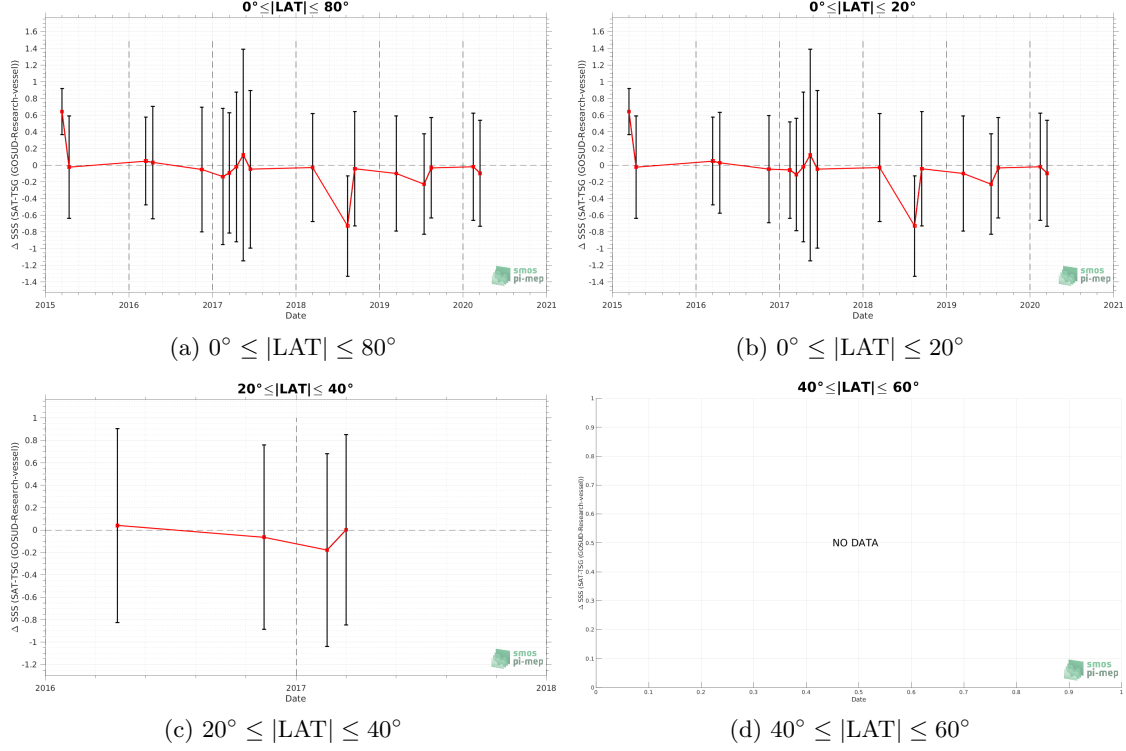 0°≤|LAT|≤ 80°
Δ SSS (SAT-TSG (GOSUD-Research-vessel))
1.6
1.4
1.2
1
0.8
0.6
0.4
0.2
0
-0.2
-0.4
-0.6
-0.8
-1
-1.2
-1.4
2015 2016 2017 2018 2019 2020 2021
Date
smos
pi-mep
(a) 0° ≤ |LAT| ≤ 80°
0°≤|LAT|≤ 20°
Δ SSS (SAT-TSG (GOSUD-Research-vessel))
1.6
1.4
1.2
1
0.8
0.6
0.4
0.2
0
-0.2
-0.4
-0.6
-0.8
-1
-1.2
-1.4
2015 2016 2017 2018 2019 2020 2021
Date
smos
pi-mep
(b) 0° ≤ |LAT| ≤ 20°
20°≤|LAT|≤ 40°
Δ SSS (SAT-TSG (GOSUD-Research-vessel))
1
0.8
0.6
0.4
0.2
0
-0.2
-0.4
-0.6
-0.8
-1
-1.2
2016 2017 2018
Date
smos
pi-mep
(c) 20° ≤ |LAT| ≤ 40°
40°≤|LAT|≤ 60°
Δ SSS (SAT-TSG (GOSUD-Research-vessel))
1
0.9
0.8
0.7
0.6
0.5
0.4
0.3
0.2
0.1
0
NO DATA
0 0.1 0.2 0.3 0.4 0.5 0.6 0.7 0.8 0.9 1
Date
smos
pi-mep
(d) 40° ≤ |LAT| ≤ 60°